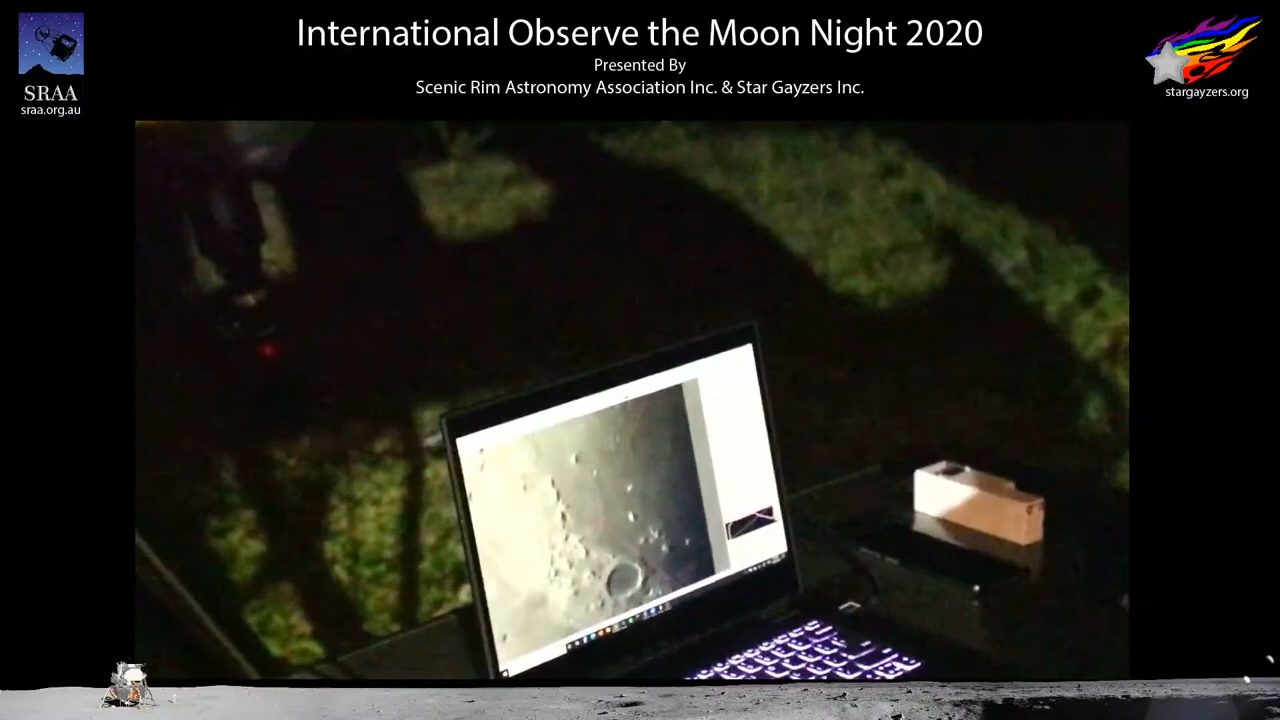 International Observe the Moon Night 2020
Presented By
Scenic Rim Astronomy Association Inc. & Star Gayzers Inc.
SRAA
sraa.org.au
stargayzers.org